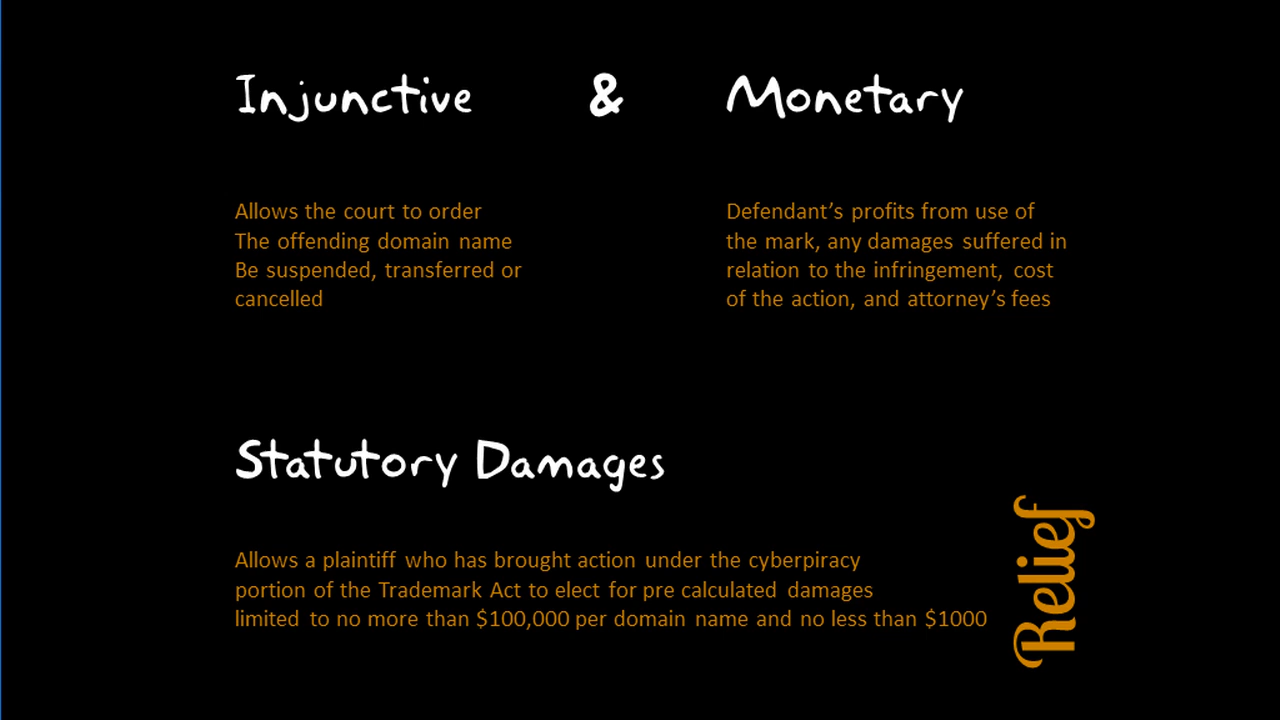 Injunctive & Monetary
Allows the court to order
The offending domain name
Be suspended, transferred or
cancelled
Defendant’s profits from use of
the mark, any damages suffered in
relation to the infringement, cost
of the action, and attorney’s fees
Statutory Damages
Allows a plaintiff who has brought action under the cyberpiracy
portion of the Trademark Act to elect for pre calculated damages
limited to no more than $100,000 per domain name and no less than $1000
Relief